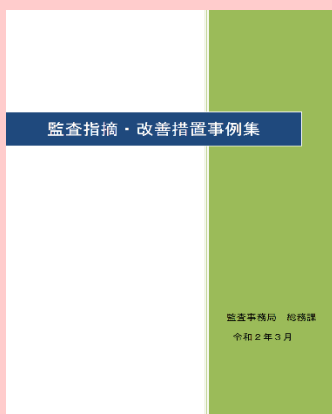 監査指摘・改善措置事例集
監査事務局　総務課
令和２年３月